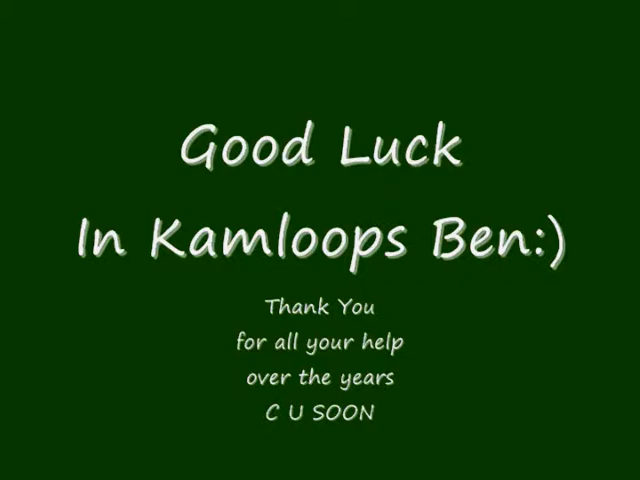 Good Luck
In Kamloops Ben:)
Thank You
for all your help
over the years
C U SOON